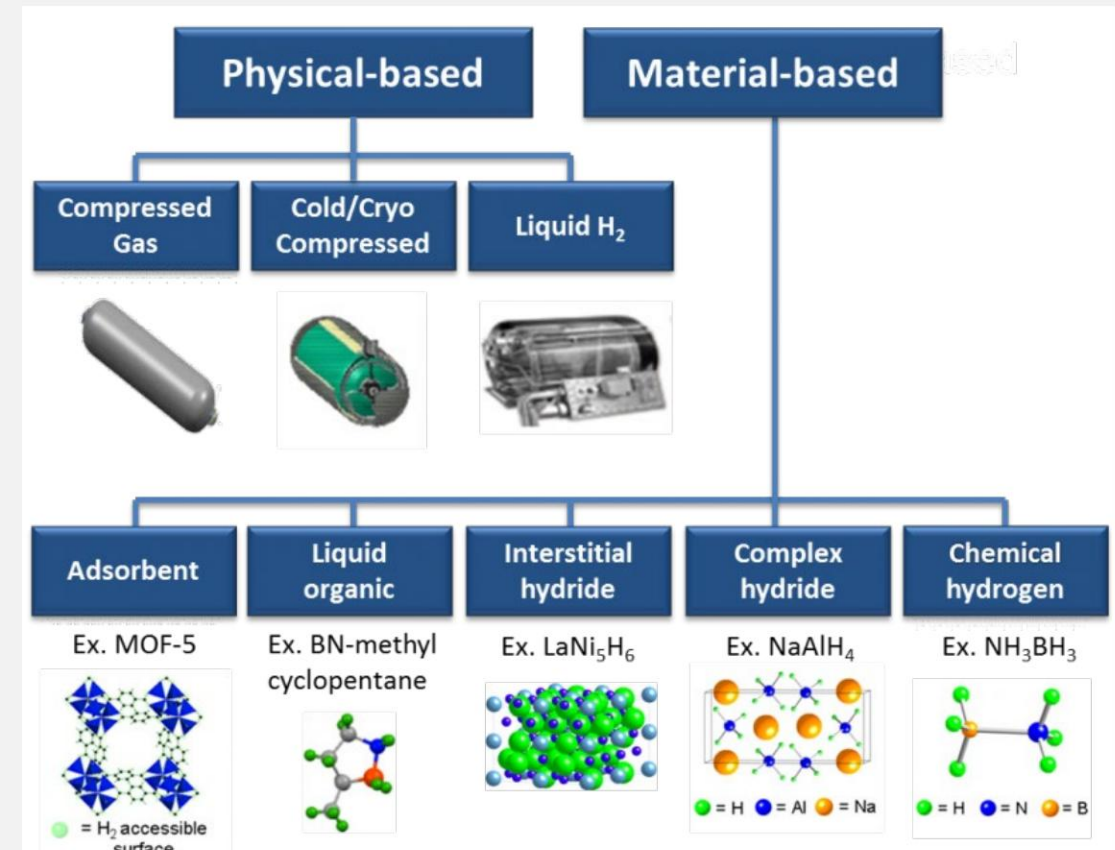 Physical-based
Material-based
Compressed
Gas
Cold/Cryo
Compressed
Liquid H₂
Adsorbent
Liquid
organic
Interstitial
hydride
Complex
hydride
Chemical
hydrogen
Ex. MOF-5
Ex. BN-methyl
cyclopentane
Ex. LaNi₅H₆
Ex. NaAlH₄
Ex. NH₃BH₃
= H₂ accessible
surface
= H = Al = Na
= H = N = B